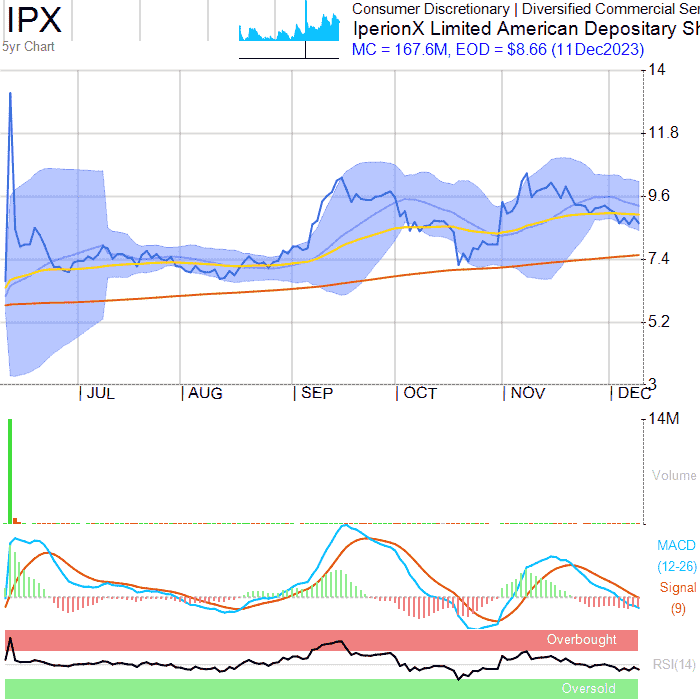 IPX
5yr Chart
Consumer Discretionary | Diversified Commercial Ser
IperionX Limited American Depositary Sh
MC = 167.6M, EOD = $8.66 (11Dec2023)
14
11.8
9.6
7.4
5.2
3
| JUL | AUG | SEP | OCT | NOV | DEC
14M
Volume
MACD
(12-26)
Signal
(9)
Overbought
RSI(14)
Oversold